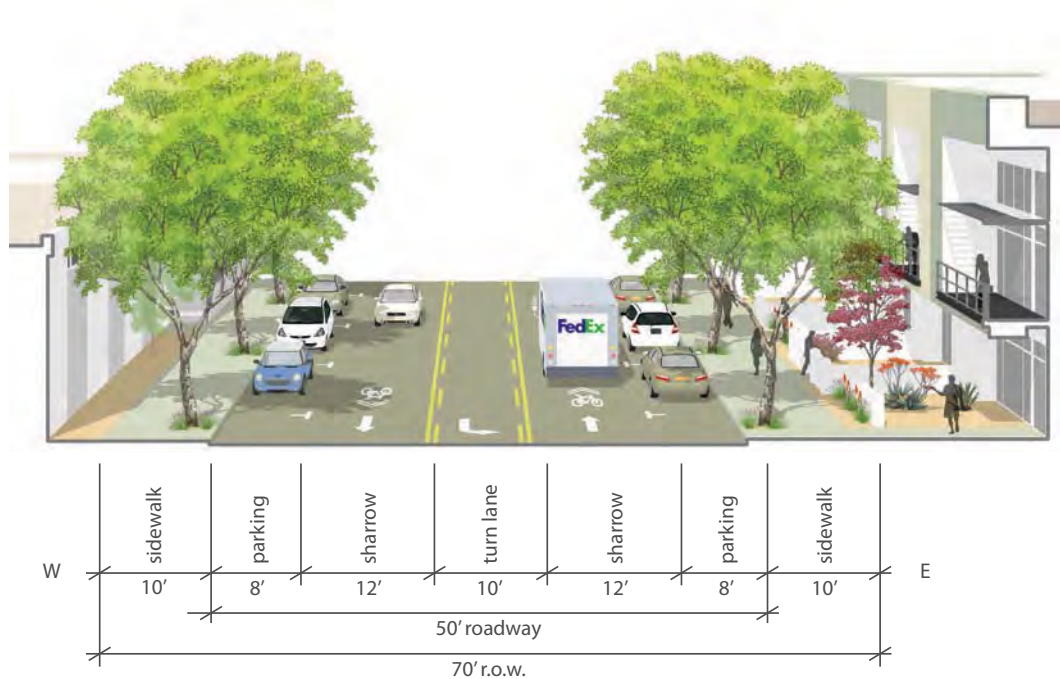 FedEx
sidewalk
parking
sharrow
turn lane
sharrow
parking
sidewalk
W
E
10’
8’
12’
10’
12’
8’
10’
50’ roadway
70’ r.o.w.